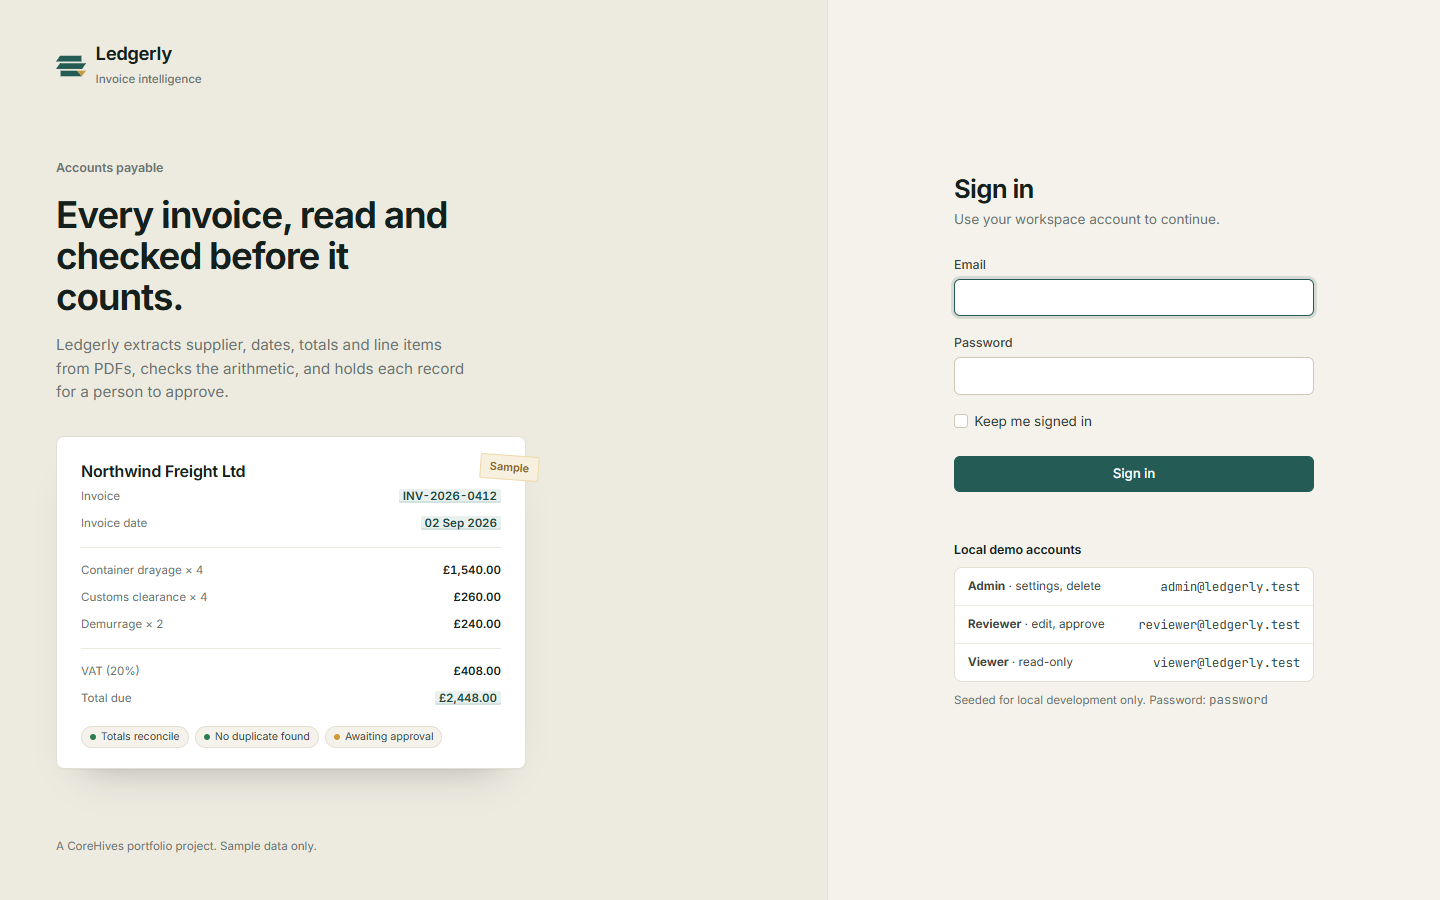 Ledgerly
Invoice intelligence
Accounts payable
Every invoice, read and
checked before it
counts.
Ledgerly extracts supplier, dates, totals and line items
from PDFs, checks the arithmetic, and holds each record
for a person to approve.
Sample
Northwind Freight Ltd
Invoice INV-2026-0412
Invoice date 02 Sep 2026
Container drayage × 4 £1,540.00
Customs clearance × 4 £260.00
Demurrage × 2 £240.00
VAT (20%) £408.00
Total due £2,448.00
Totals reconcile No duplicate found Awaiting approval
A CoreHives portfolio project. Sample data only.
Sign in
Use your workspace account to continue.
Email
Password
Keep me signed in
Sign in
Local demo accounts
Admin · settings, delete admin@ledgerly.test
Reviewer · edit, approve reviewer@ledgerly.test
Viewer · read-only viewer@ledgerly.test
Seeded for local development only. Password: password